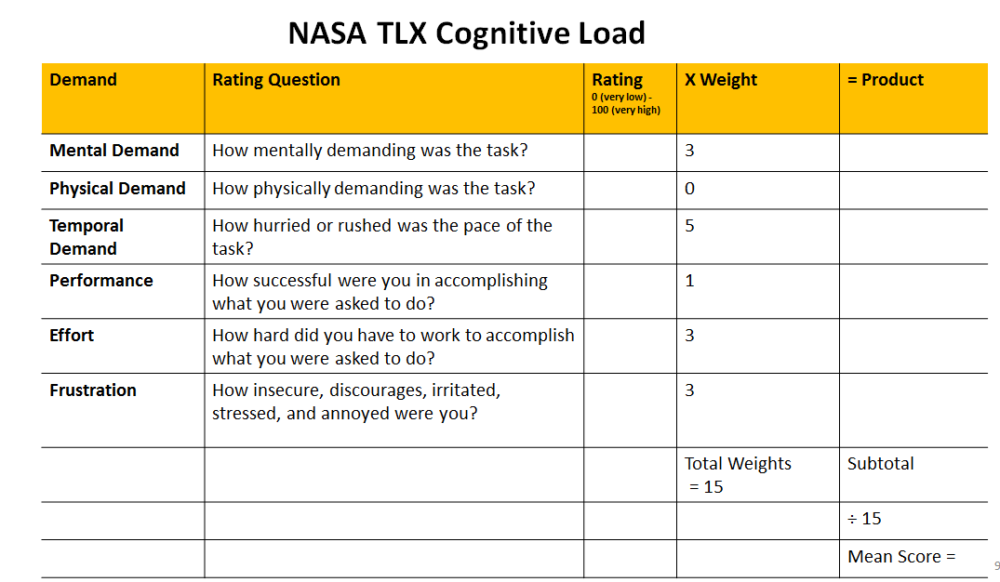 NASA TLX Cognitive Load
Demand
Rating Question
Rating
0 (very low) -
100 (very high)
X Weight
= Product
Mental Demand
How mentally demanding was the task?
3
Physical Demand
How physically demanding was the task?
0
Temporal
Demand
How hurried or rushed was the pace of the
task?
5
Performance
How successful were you in accomplishing
what you were asked to do?
1
Effort
How hard did you have to work to accomplish
what you were asked to do?
3
Frustration
How insecure, discourages, irritated,
stressed, and annoyed were you?
3
Total Weights
= 15
Subtotal
÷ 15
Mean Score =
9